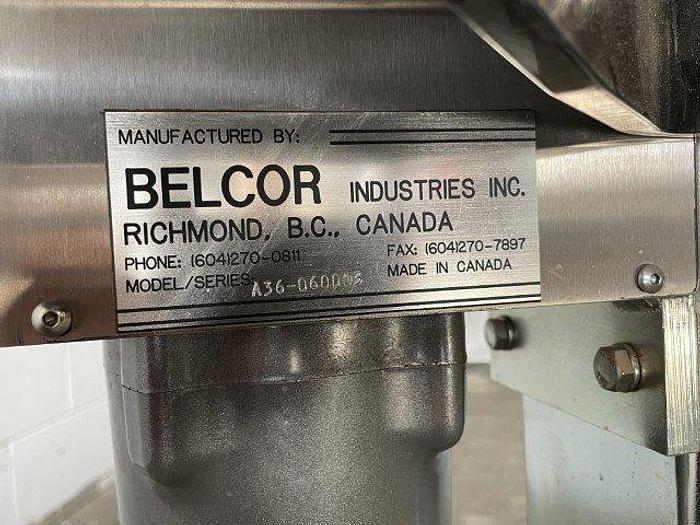 MANUFACTURED BY:
BELCOR INDUSTRIES INC.
RICHMOND, B.C., CANADA
PHONE: (604)270-0811 FAX: (604)270-7897
MODEL/SERIES: MADE IN CANADA